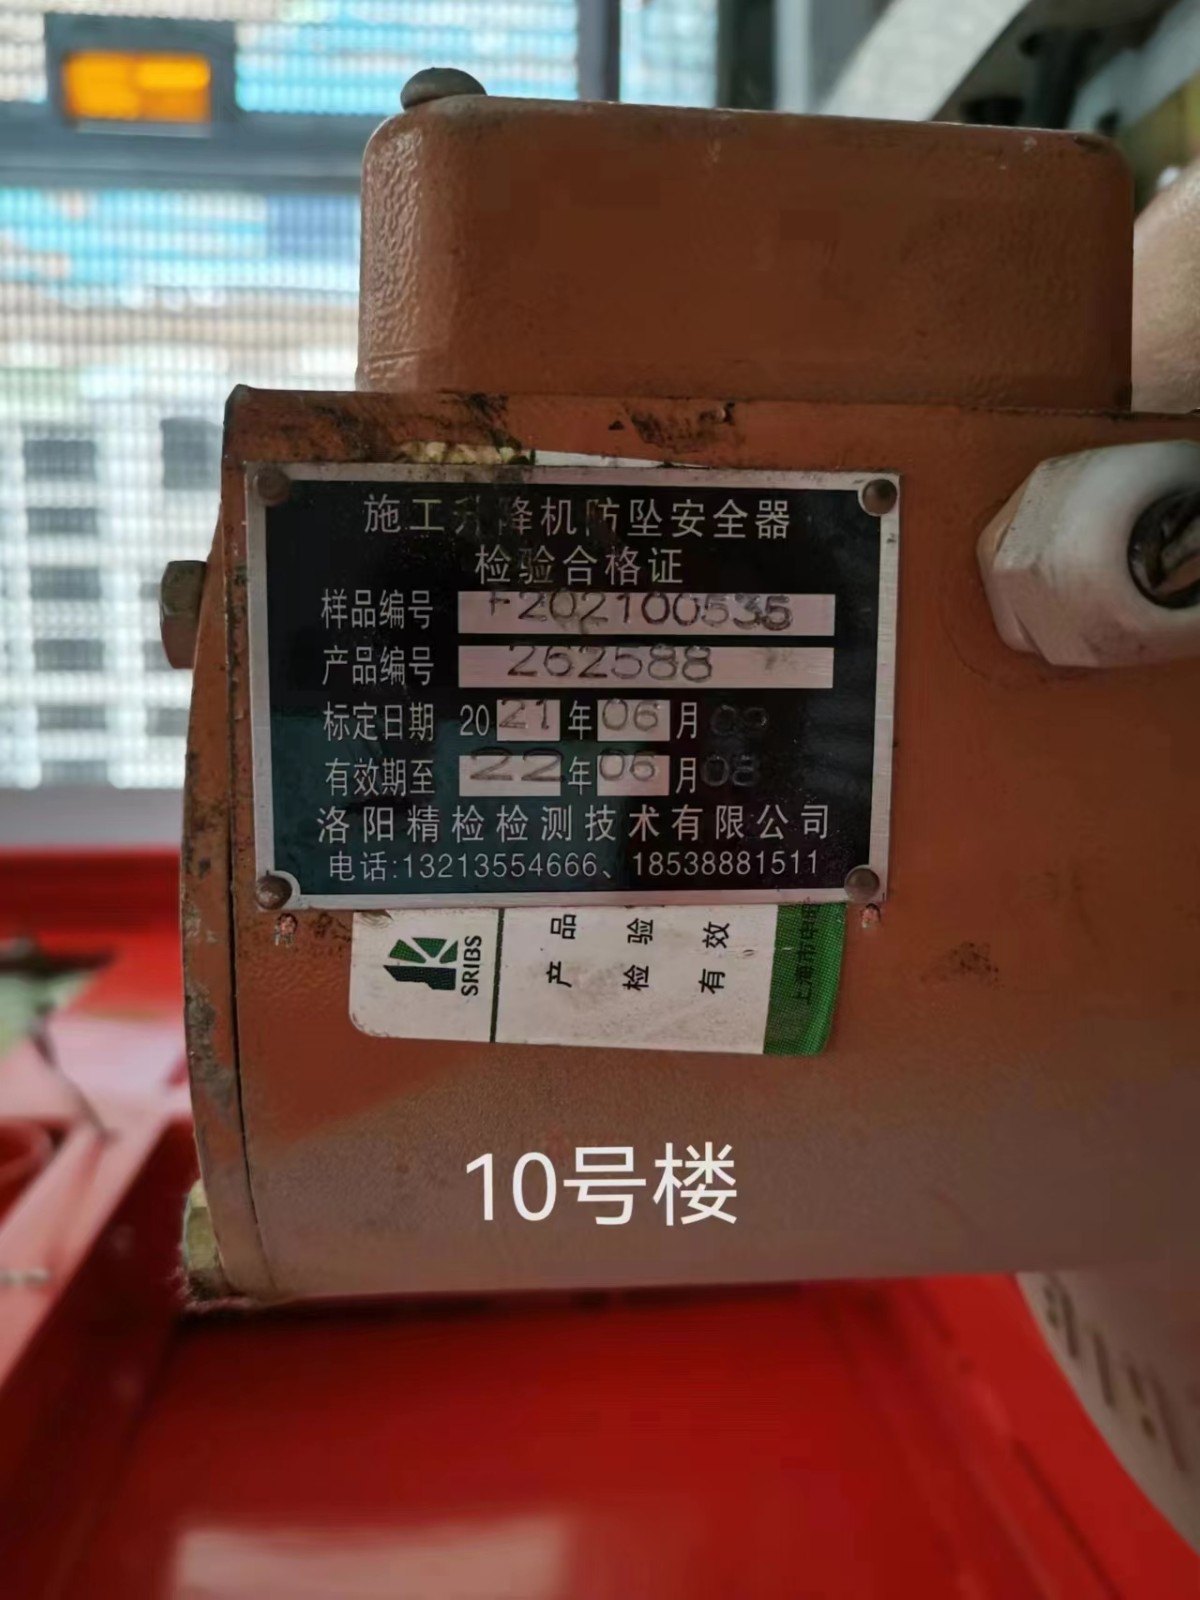 施工升降机防坠安全器
检验合格证
样品编号 F202100535
产品编号 262588
标定日期 2021年06月09
有效期至 22年06月08
洛阳精检检测技术有限公司
电话:13213554666、18538881511
SRIBS
产品
检验
有效
上海市
10号楼